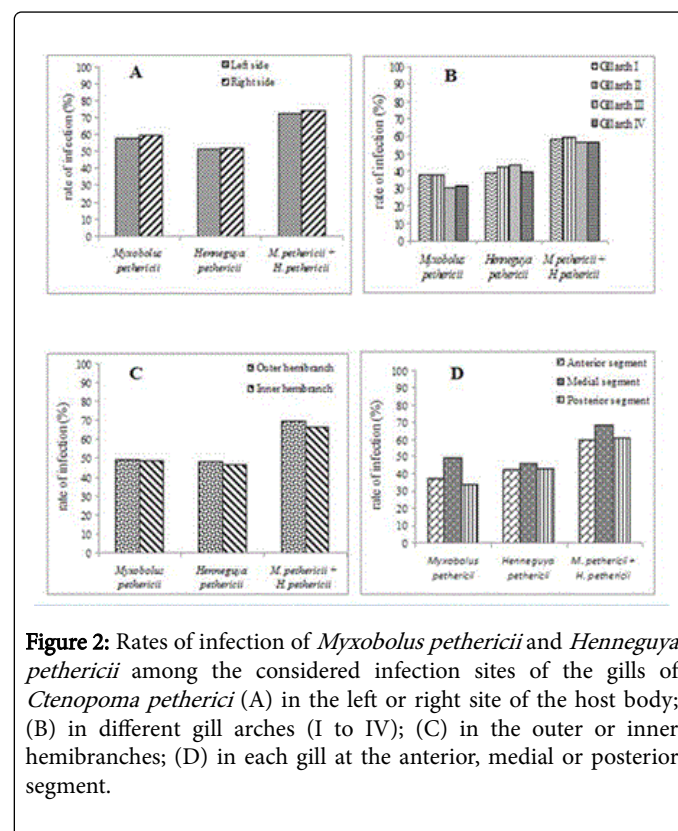 A
Left side
Right side
rate of infection (%)
100
90
80
70
60
50
40
30
20
10
0
Myxobolus
pethericii
Henneguya
pethericii
M. pethericii +
H. pethericii
B
Gill arch I
Gill arch II
Gill arch III
Gill arch IV
rate of infection (%)
100
90
80
70
60
50
40
30
20
10
0
Myxobolus
pethericii
Henneguya
pethericii
M. pethericii +
H. pethericii
C
Outer hemibranch
Inner hemibranch
rate of infection (%)
100
90
80
70
60
50
40
30
20
10
0
Myxobolus
pethericii
Henneguya
pethericii
M. pethericii +
H. pethericii
D
Anterior segment
Medial segment
Posterior segment
rate of infection (%)
100
90
80
70
60
50
40
30
20
10
0
Myxobolus
pethericii
Henneguya
pethericii
M. pethericii +
H. pethericii
Figure 2: Rates of infection of Myxobolus pethericii and Henneguya
pethericii among the considered infection sites of the gills of
Ctenopoma petherici (A) in the left or right site of the host body;
(B) in different gill arches (I to IV); (C) in the outer or inner
hemibranches; (D) in each gill at the anterior, medial or posterior
segment.